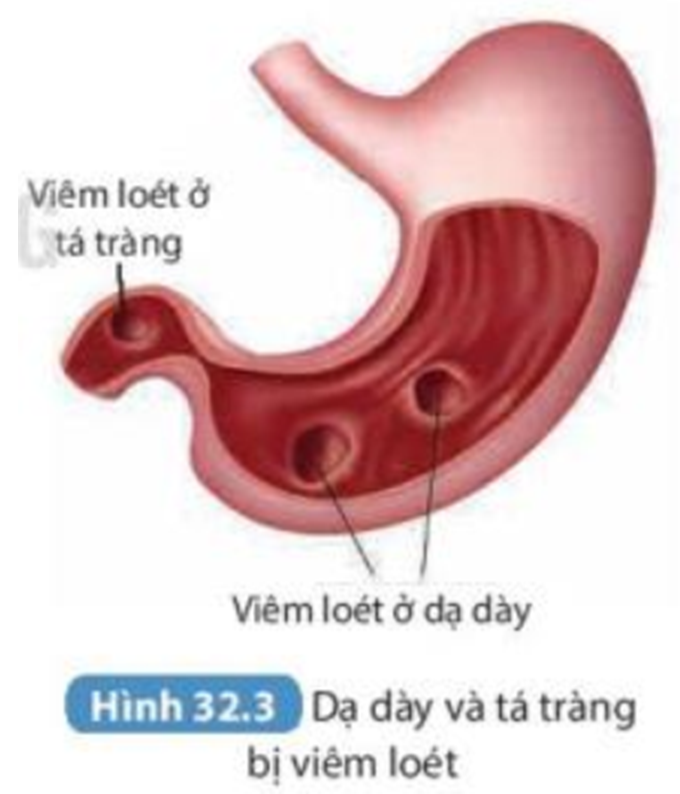 Viêm loét ở
tá tràng
Viêm loét ở dạ dày
Hình 32.3 Dạ dày và tá tràng
bị viêm loét